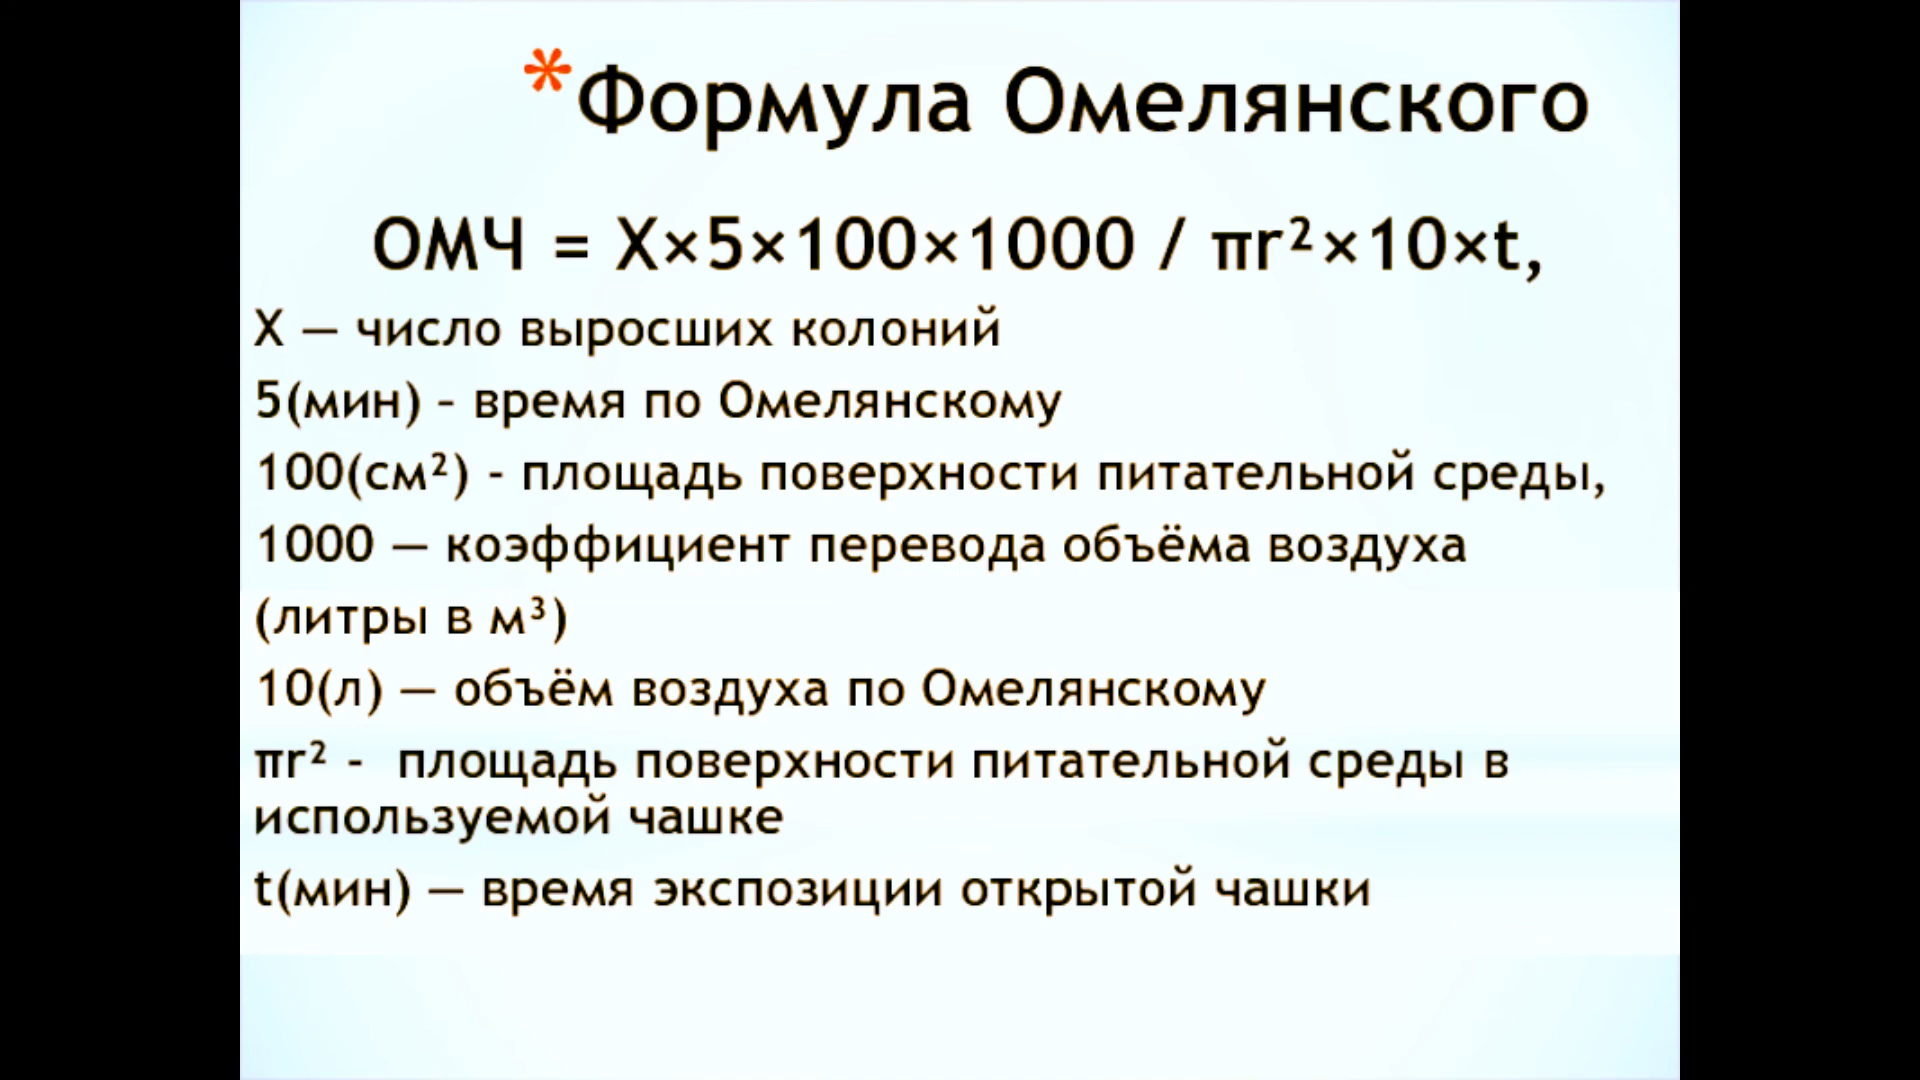 *Формула Омелянского
ОМЧ = X×5×100×1000 / πr²×10×t,
X — число выросших колоний
5(мин) – время по Омелянскому
100(см²) - площадь поверхности питательной среды,
1000 — коэффициент перевода объёма воздуха
(литры в м³)
10(л) — объём воздуха по Омелянскому
πr² - площадь поверхности питательной среды в
используемой чашке
t(мин) — время экспозиции открытой чашки